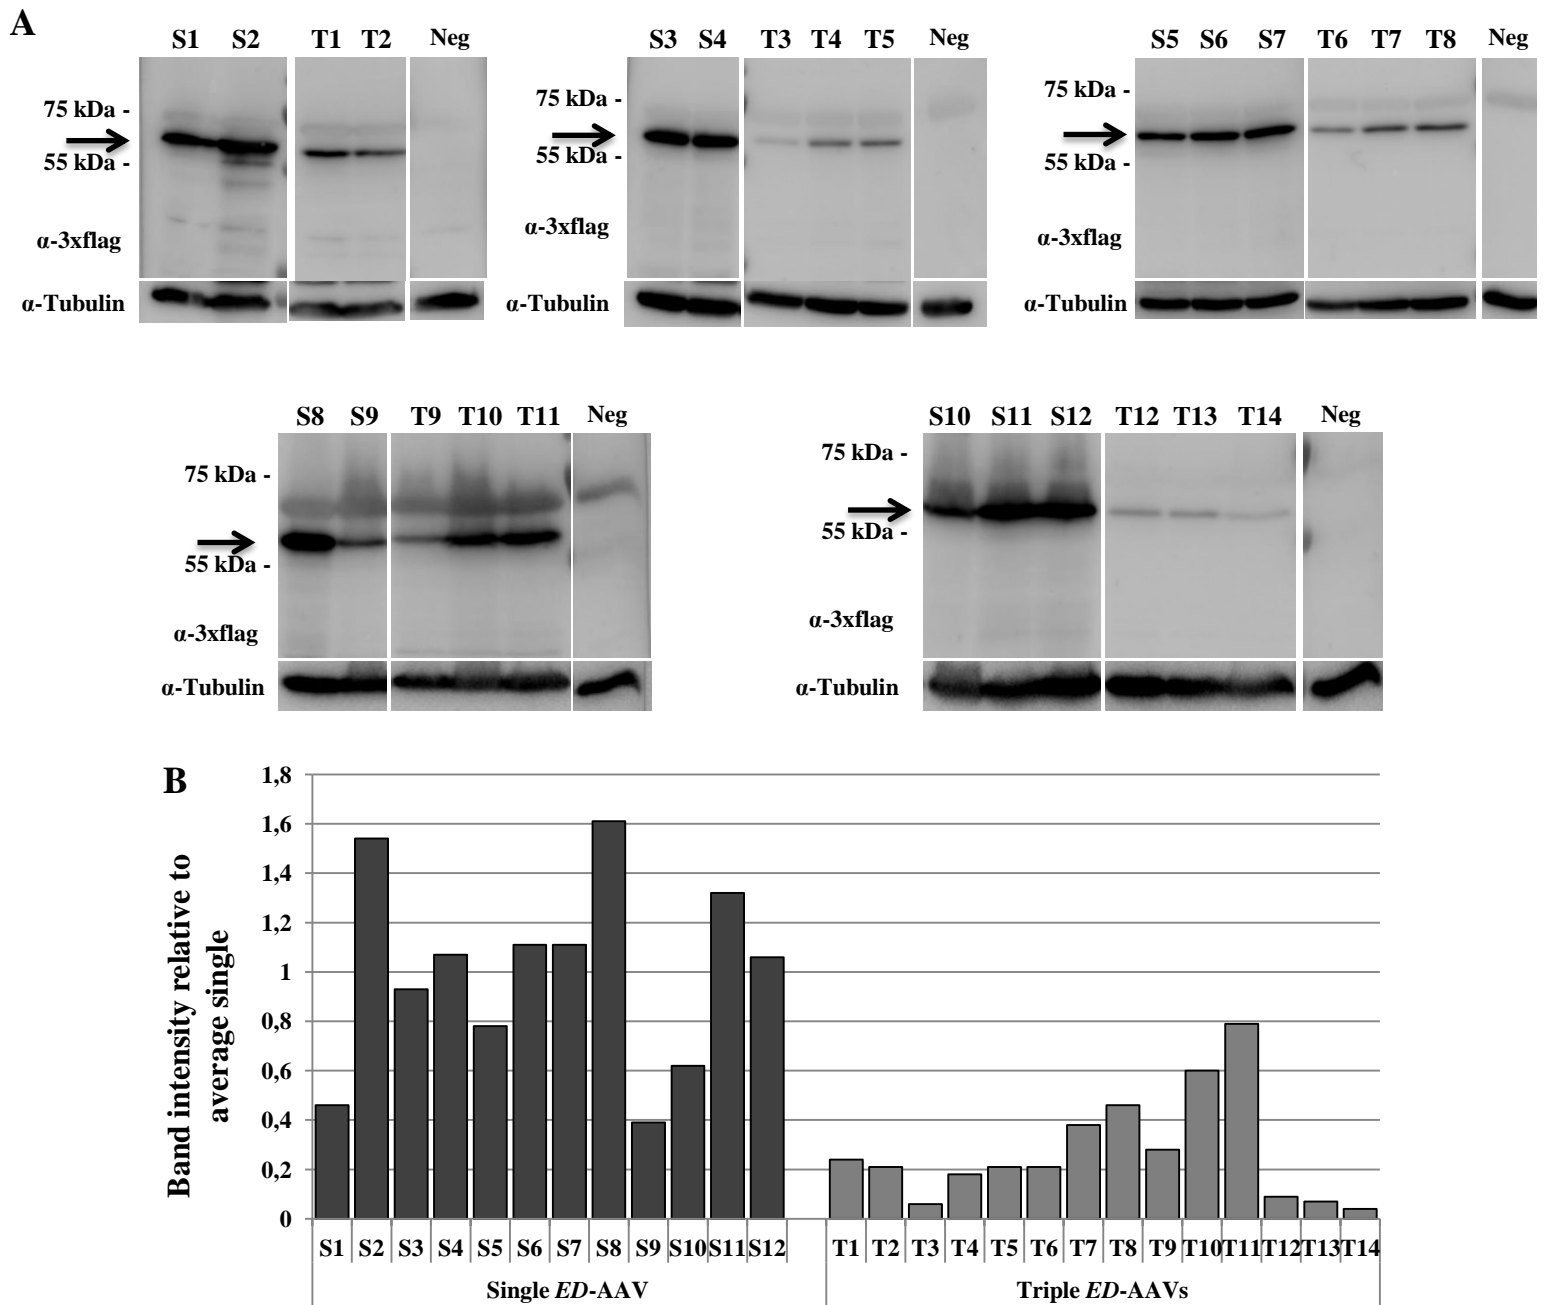 A
S1 S2 T1 T2 Neg
75 kDa -
55 kDa -
α-3xflag
α-Tubulin
S3 S4 T3 T4 T5 Neg
75 kDa -
55 kDa -
α-3xflag
α-Tubulin
S5 S6 S7 T6 T7 T8 Neg
75 kDa -
55 kDa -
α-3xflag
α-Tubulin
S8 S9 T9 T10 T11 Neg
75 kDa -
55 kDa -
α-3xflag
α-Tubulin
S10 S11 S12 T12 T13 T14 Neg
75 kDa -
55 kDa -
α-3xflag
α-Tubulin
B
Band intensity relative to
average single
1,8
1,6
1,4
1,2
1
0,8
0,6
0,4
0,2
0
S1 S2 S3 S4 S5 S6 S7 S8 S9 S10 S11 S12 T1 T2 T3 T4 T5 T6 T7 T8 T9 T10 T11 T12 T13 T14
Single ED-AAV Triple ED-AAVs